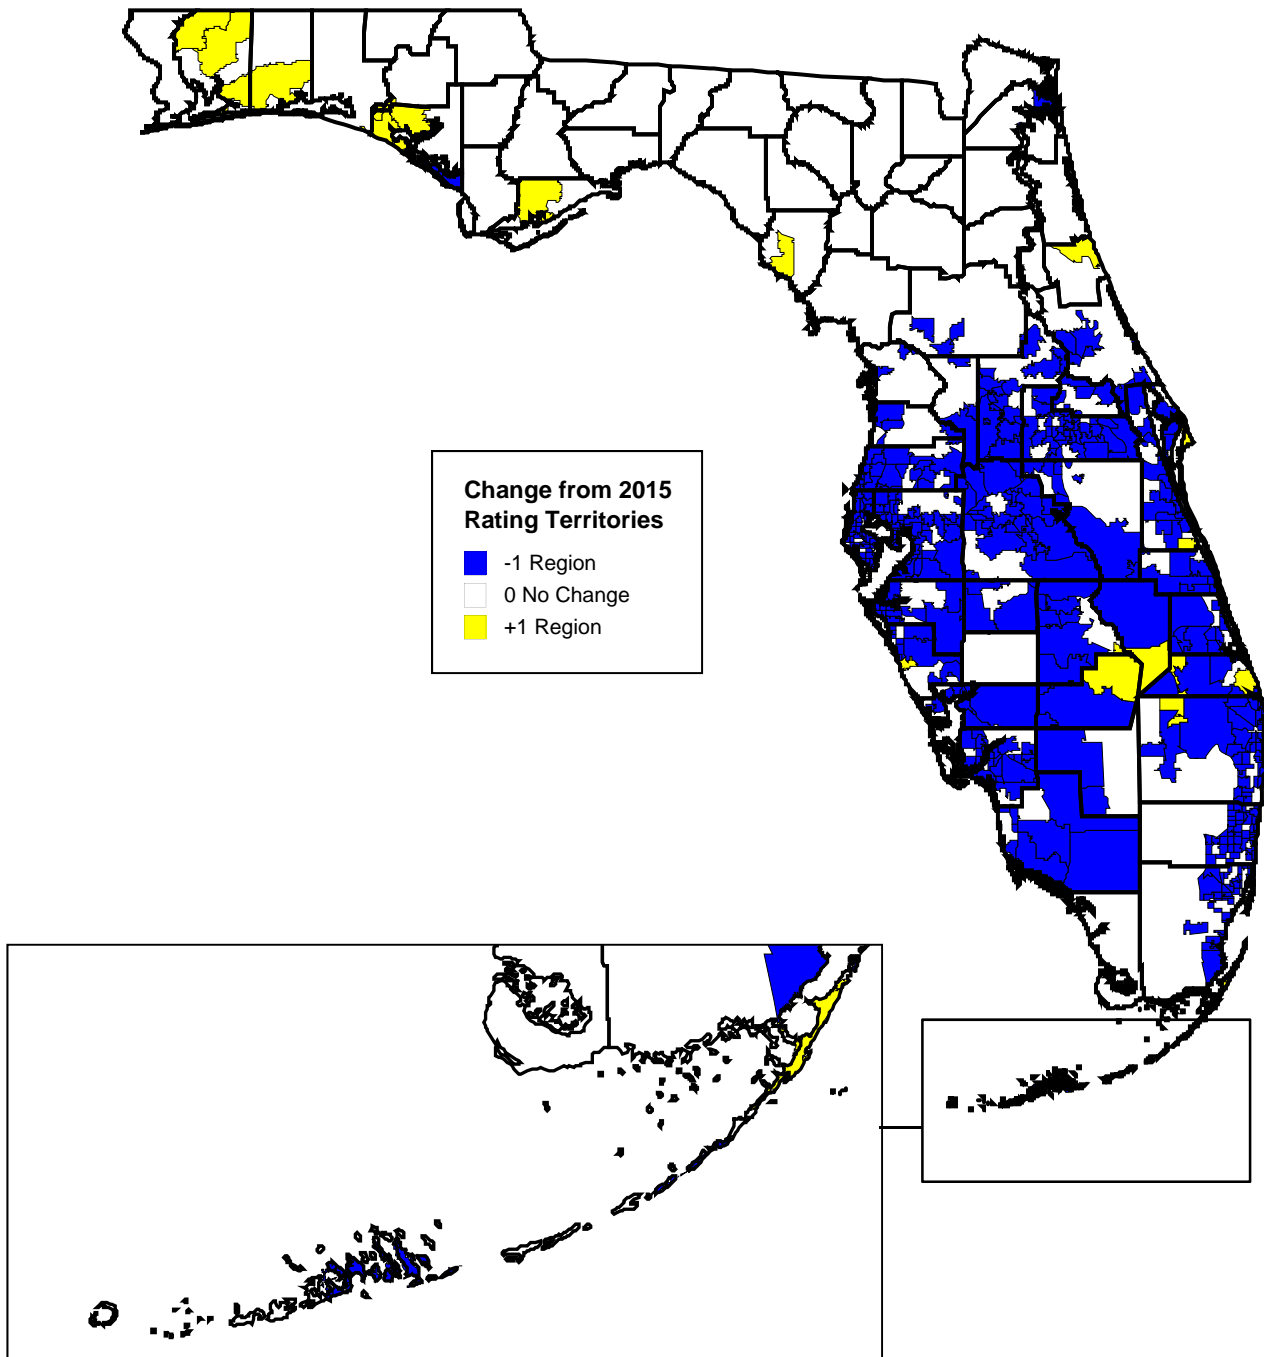 Change from 2015
Rating Territories
-1 Region
0 No Change
+1 Region